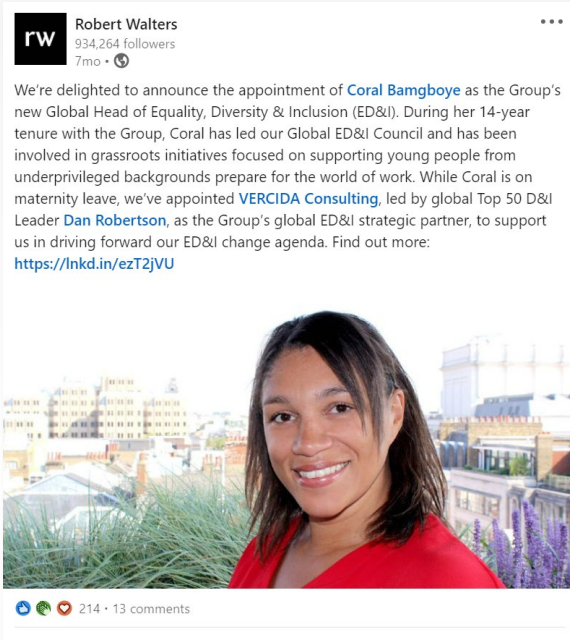 rw
Robert Walters
934,264 followers
7mo •
We're delighted to announce the appointment of Coral Bamgboye as the Group's
new Global Head of Equality, Diversity & Inclusion (ED&I). During her 14-year
tenure with the Group, Coral has led our Global ED&I Council and has been
involved in grassroots initiatives focused on supporting young people from
underprivileged backgrounds prepare for the world of work. While Coral is on
maternity leave, we've appointed VERCIDA Consulting, led by global Top 50 D&I
Leader Dan Robertson, as the Group's global ED&I strategic partner, to support
us in driving forward our ED&I change agenda. Find out more:
https://lnkd.in/ezT2jVU
214 • 13 comments